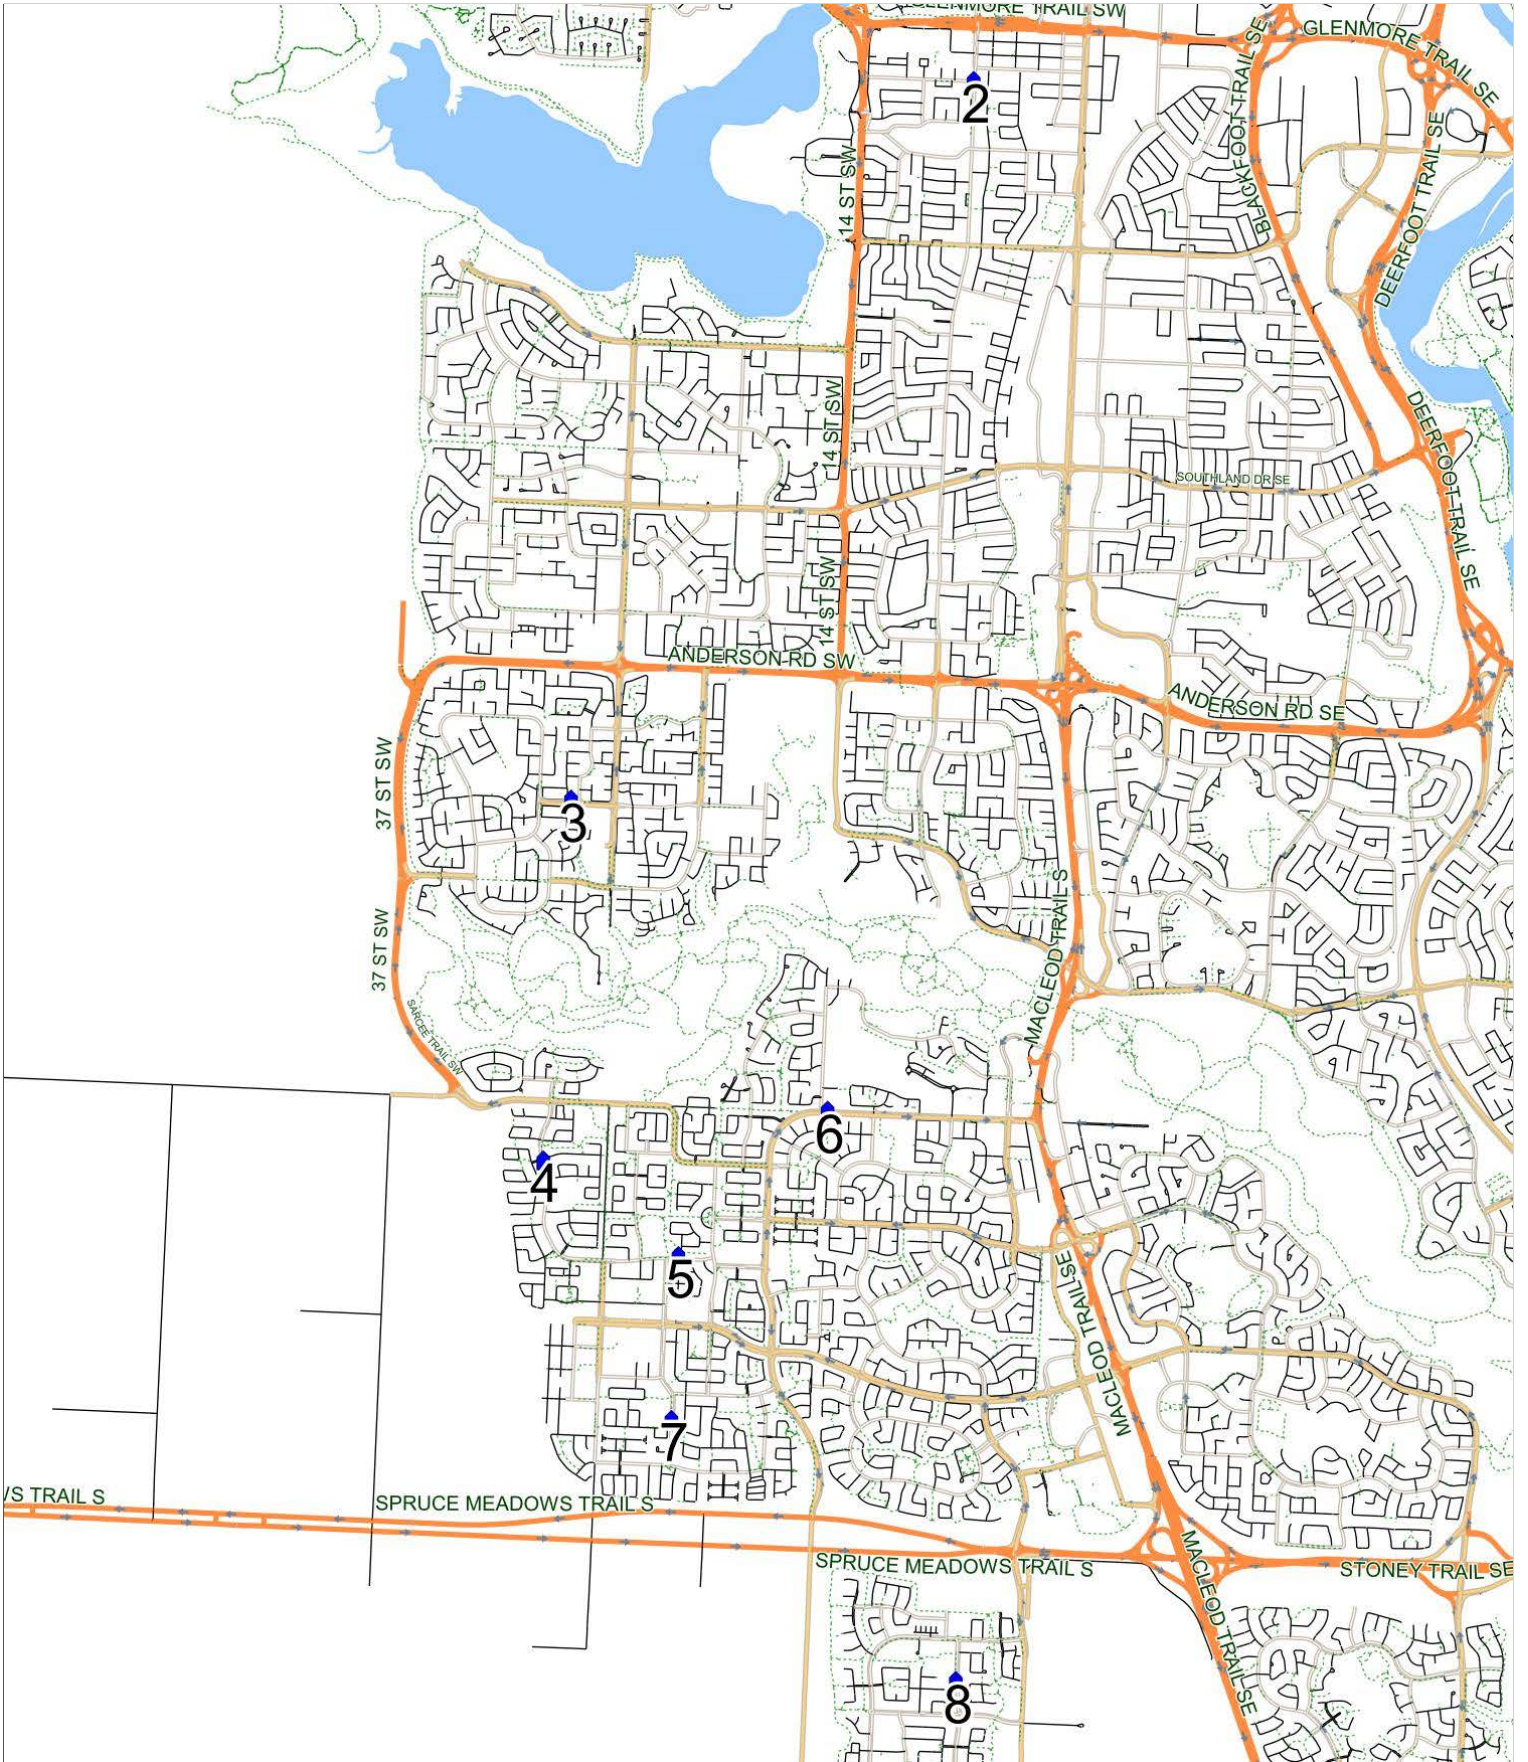 GLENMORE TRAIL SW
GLENMORE TRAIL SE
BLACKFOOT TRAIL SE
2
DEERFOOT TRAIL SE
14 ST SW
DEERFOOT TRAIL SE
14 ST SW
DEERFOOT TRAIL SE
SOUTHLAND DR SE
14 ST SW
ANDERSON RD SW
ANDERSON RD SE
37 ST SW
3
MACLEOD TRAIL S
37 ST SW
SARCEE TRAIL SW
6
4
5
MACLEOD TRAIL SE
7
WS TRAIL S
SPRUCE MEADOWS TRAIL S
SPRUCE MEADOWS TRAIL S
STONEY TRAIL SE
MACLEOD TRAIL SE
8